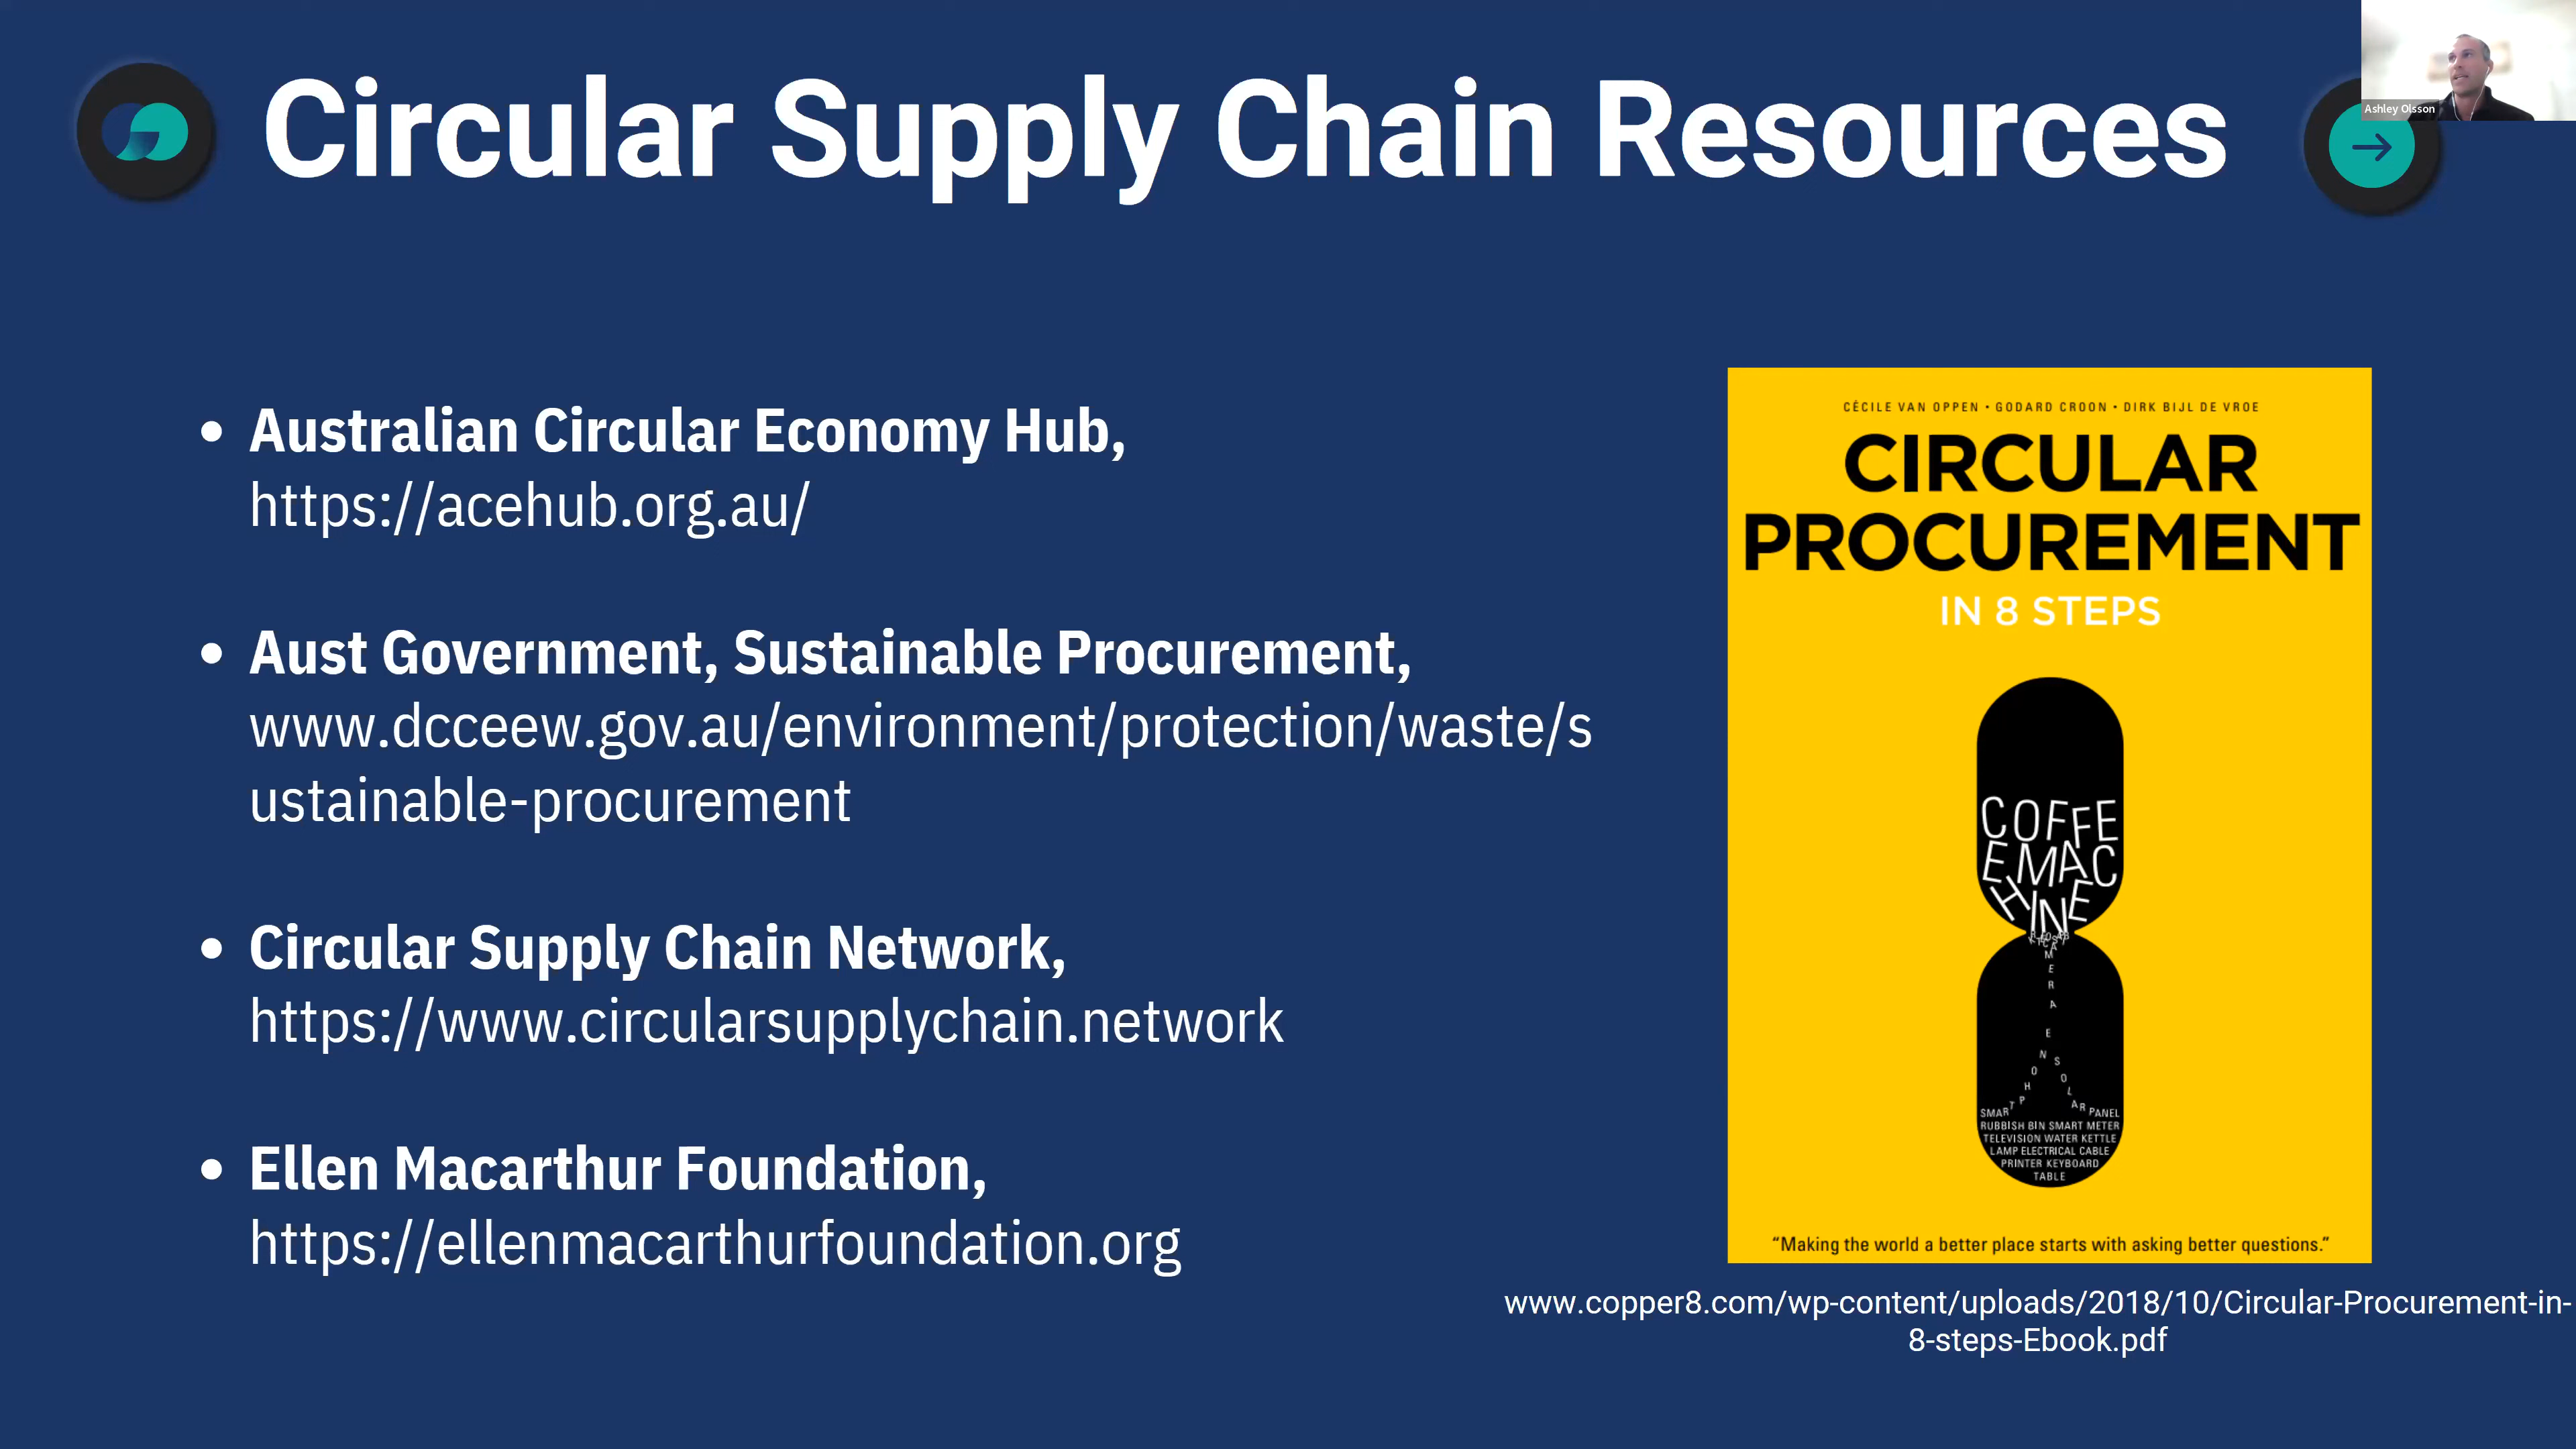 Circular Supply Chain Resources
Ashley Olsson
• Australian Circular Economy Hub,
https://acehub.org.au/
• Aust Government, Sustainable Procurement,
www.dcceew.gov.au/environment/protection/waste/s
ustainable-procurement
• Circular Supply Chain Network,
https://www.circularsupplychain.network
• Ellen Macarthur Foundation,
https://ellenmacarthurfoundation.org
CÉCILE VAN OPPEN • GODARD CROON • DIRK BIJL DE VROE
CIRCULAR
PROCUREMENT
IN 8 STEPS
COFFE
EMAC
HINE
SMARTPHONE SOLAR PANEL
RUBBISH BIN SMART METER
TELEVISION WATER KETTLE
LAMP ELECTRICAL CABLE
PRINTER KEYBOARD
TABLE
“Making the world a better place starts with asking better questions.”
www.copper8.com/wp-content/uploads/2018/10/Circular-Procurement-in-
8-steps-Ebook.pdf